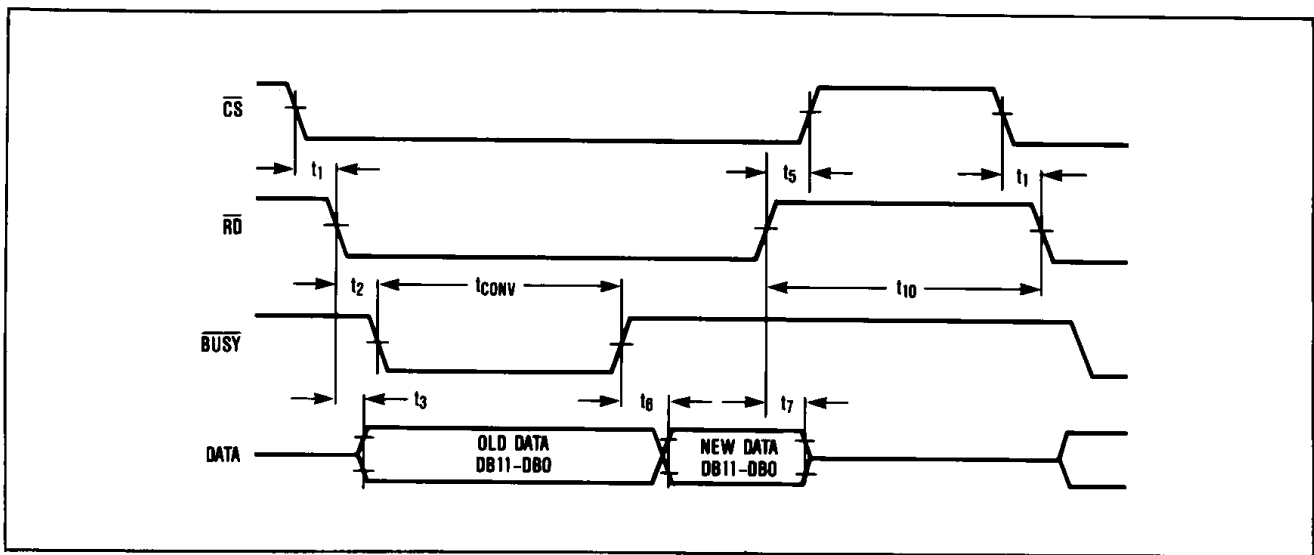 CS
t1
t5
t1
RD
t2
tCONV
t10
BUSY
t3
t6
t7
DATA
OLD DATA
DB11-DB0
NEW DATA
DB11-DB0